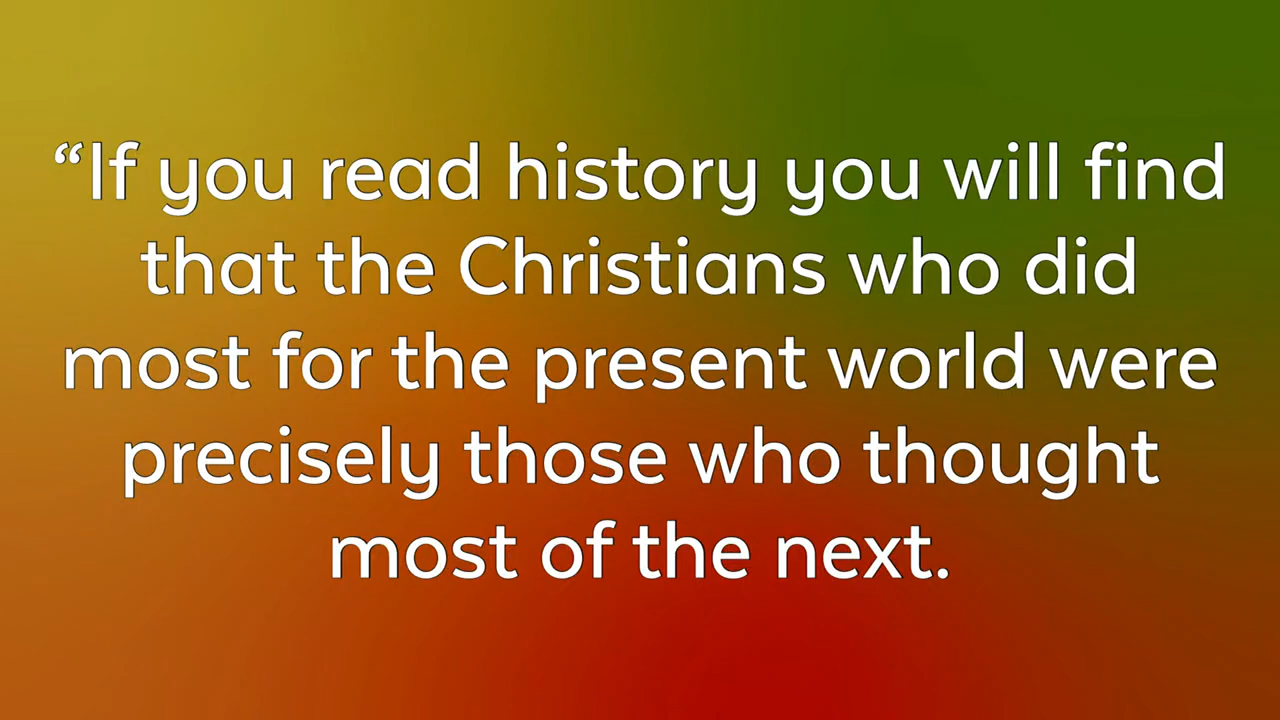 “If you read history you will find
that the Christians who did
most for the present world were
precisely those who thought
most of the next.